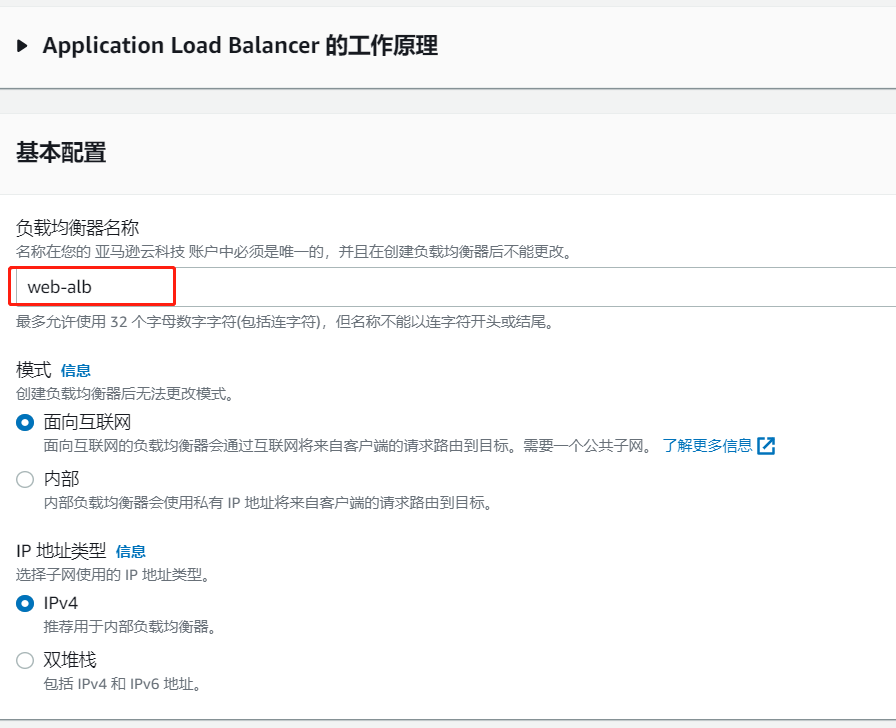 Application Load Balancer 的工作原理
基本配置
负载均衡器名称
名称在您的 亚马逊云科技 账户中必须是唯一的，并且在创建负载均衡器后不能更改。
web-alb
最多允许使用 32 个字母数字字符(包括连字符)，但名称不能以连字符开头或结尾。
模式 信息
创建负载均衡器后无法更改模式。
面向互联网
面向互联网的负载均衡器会通过互联网将来自客户端的请求路由到目标。需要一个公共子网。 了解更多信息
内部
内部负载均衡器会使用私有 IP 地址将来自客户端的请求路由到目标。
IP 地址类型 信息
选择子网使用的 IP 地址类型。
IPv4
推荐用于内部负载均衡器。
双堆栈
包括 IPv4 和 IPv6 地址。